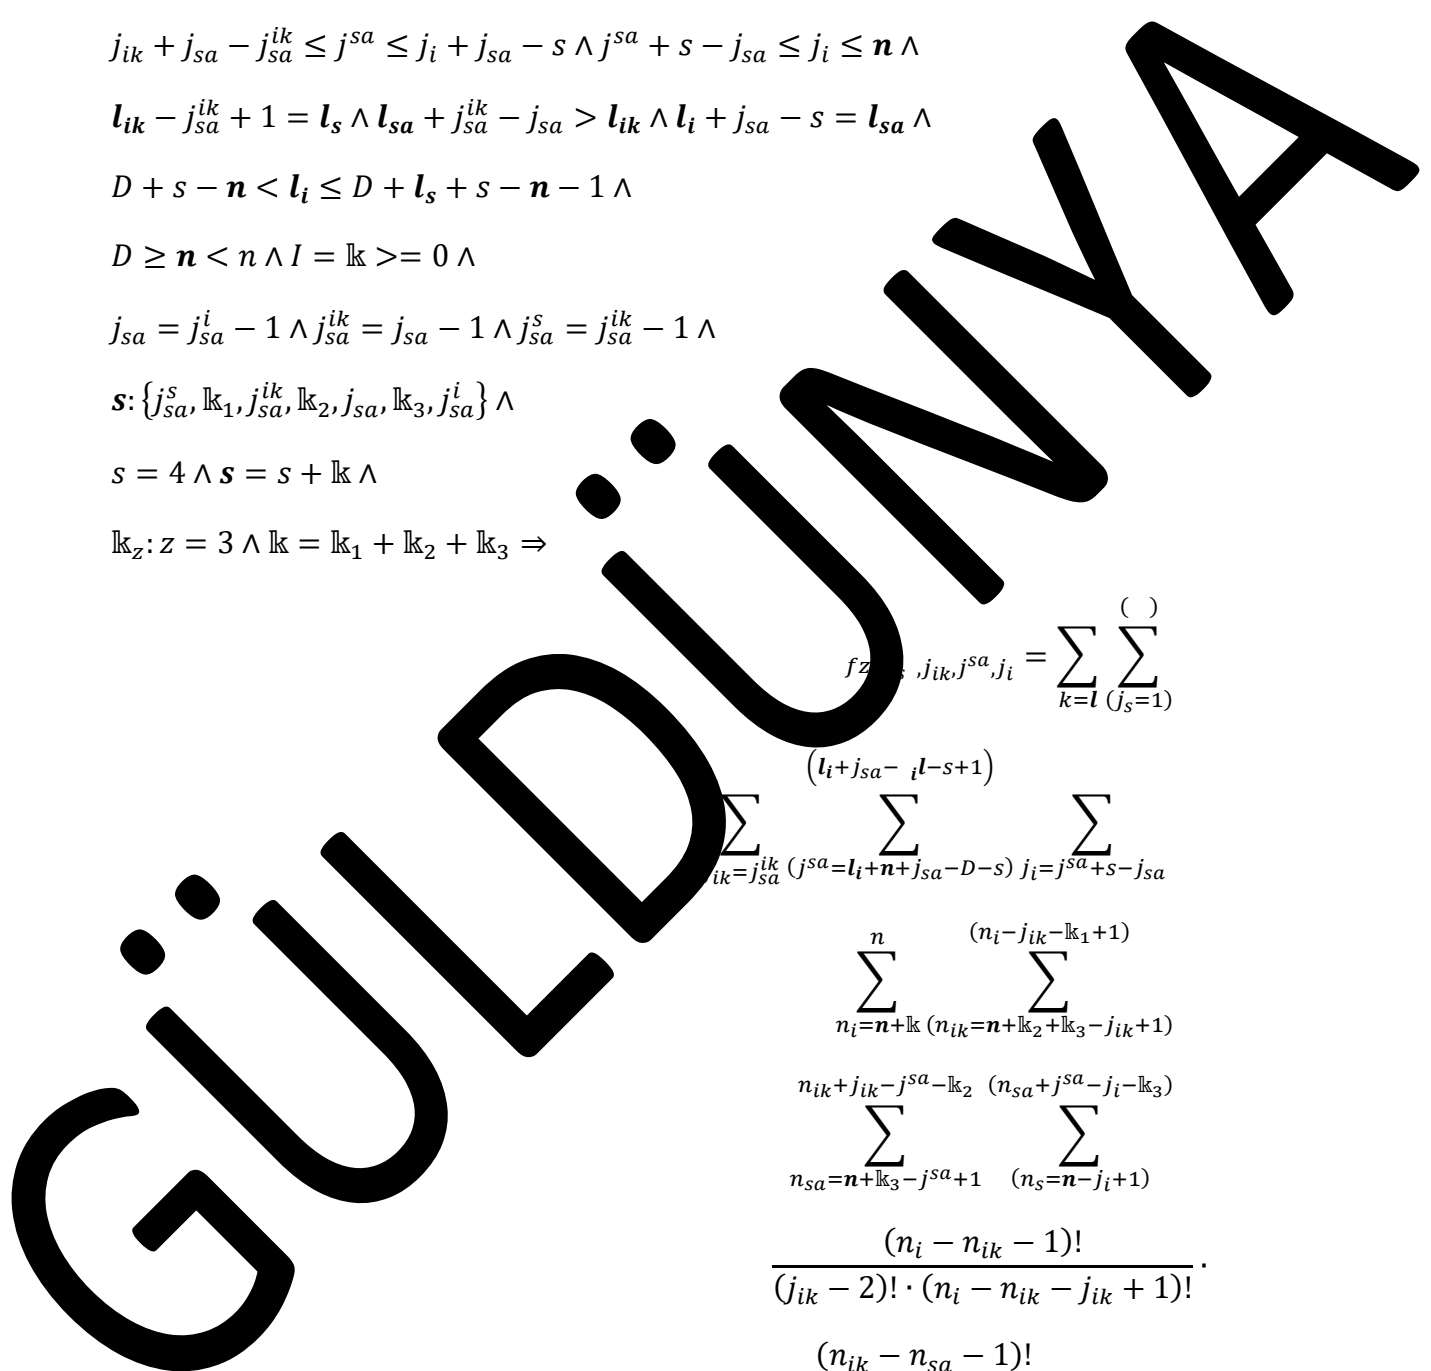 j_{ik} + j_{sa} − j_{sa}^{ik} ≤ j^{sa} ≤ j_i + j_{sa} − s ∧ j^{sa} + s − j_{sa} ≤ j_i ≤ n ∧
l_{ik} − j_{sa}^{ik} + 1 = l_s ∧ l_{sa} + j_{sa}^{ik} − j_{sa} > l_{ik} ∧ l_i + j_{sa} − s = l_{sa} ∧
D + s − n < l_i ≤ D + l_s + s − n − 1 ∧
D ≥ n < n ∧ I = 𝕜 >= 0 ∧
j_{sa} = j_{sa}^{i} − 1 ∧ j_{sa}^{ik} = j_{sa} − 1 ∧ j_{sa}^{s} = j_{sa}^{ik} − 1 ∧
s: {j_{sa}^{s}, 𝕜_1, j_{sa}^{ik}, 𝕜_2, j_{sa}, 𝕜_3, j_{sa}^{i}} ∧
s = 4 ∧ s = s + 𝕜 ∧
𝕜_z: z = 3 ∧ 𝕜 = 𝕜_1 + 𝕜_2 + 𝕜_3 ⇒
GÜLDÜNYA
fz ,j_{ik},j^{sa},j_i = ∑_{k=l} ∑_{(j_s=1)}^{( )}
∑_{j_{ik}=j_{sa}^{ik}} ∑_{(j^{sa}=l_i+n+j_{sa}−D−s)}^{(l_i+j_{sa}− _il−s+1)} ∑_{j_i=j^{sa}+s−j_{sa}}
∑_{n_i=n+𝕜}^{n} ∑_{(n_{ik}=n+𝕜_2+𝕜_3−j_{ik}+1)}^{(n_i−j_{ik}−𝕜_1+1)}
∑_{n_{sa}=n+𝕜_3−j^{sa}+1}^{n_{ik}+j_{ik}−j^{sa}−𝕜_2} ∑_{(n_s=n−j_i+1)}^{(n_{sa}+j^{sa}−j_i−𝕜_3)}
(n_i − n_{ik} − 1)!
(j_{ik} − 2)! · (n_i − n_{ik} − j_{ik} + 1)! ·
(n_{ik} − n_{sa} − 1)!